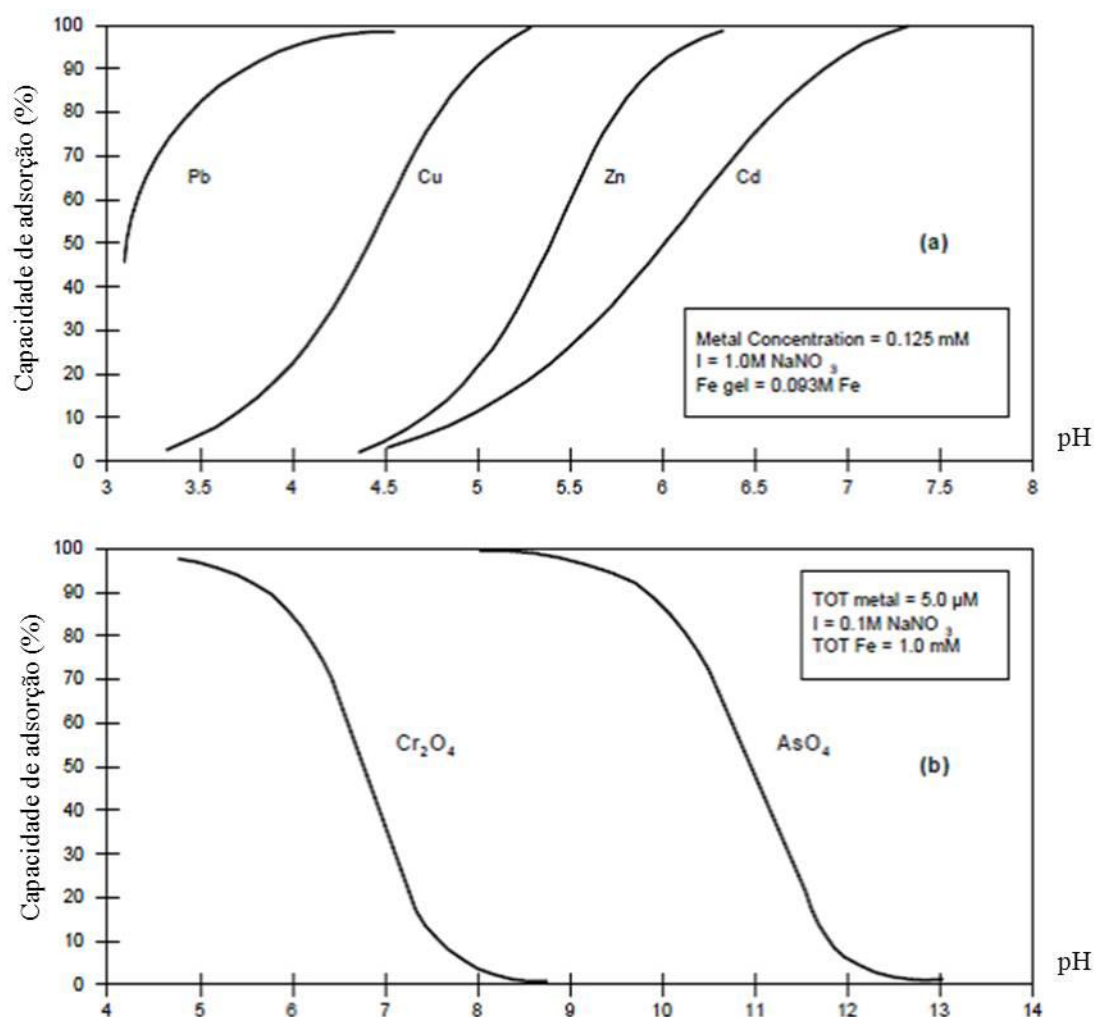 Capacidade de adsorção (%)
100
90
80
70
60
50
40
30
20
10
0
Pb
Cu
Zn
Cd
(a)
Metal Concentration = 0.125 mM
I = 1.0M NaNO₃
Fe gel = 0.093M Fe
pH
3 3.5 4 4.5 5 5.5 6 6.5 7 7.5 8
Capacidade de adsorção (%)
100
90
80
70
60
50
40
30
20
10
0
TOT metal = 5.0 µM
I = 0.1M NaNO₃
TOT Fe = 1.0 mM
Cr₂O₄
AsO₄
(b)
pH
4 5 6 7 8 9 10 11 12 13 14